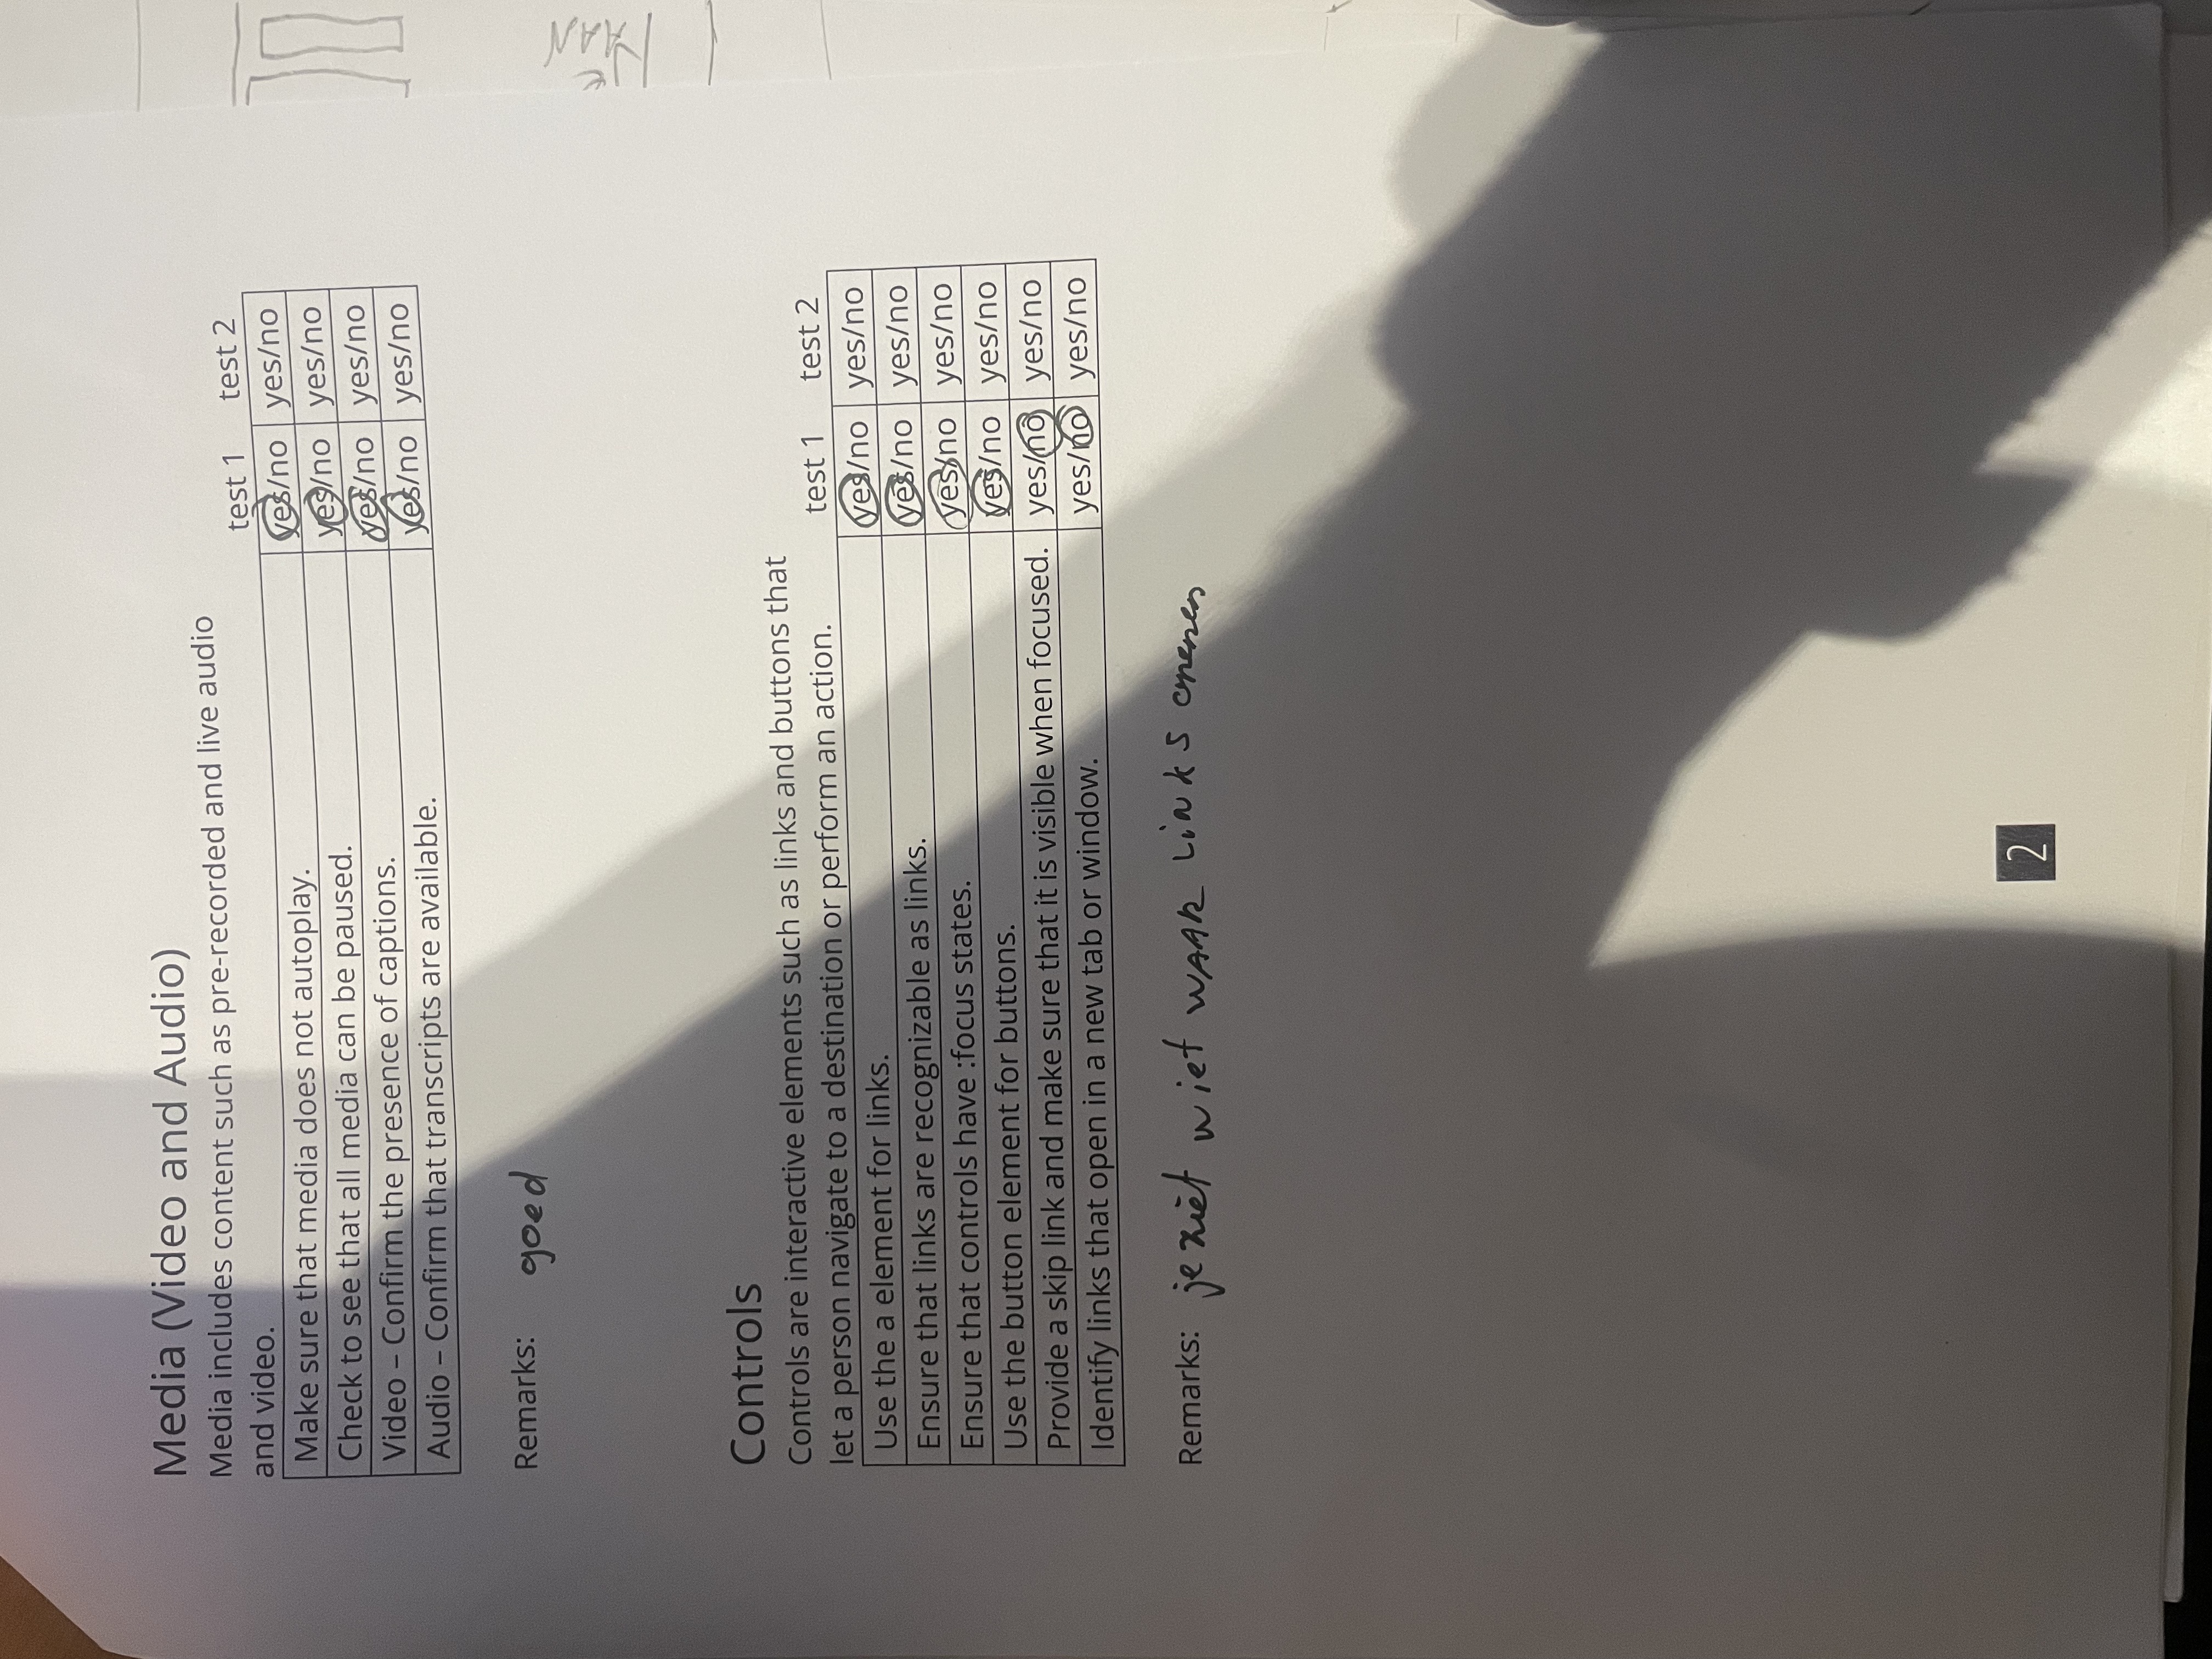 Media (Video and Audio)
Media includes content such as pre-recorded and live audio
and video.
test 1 test 2
Make sure that media does not autoplay. yes/no yes/no
Check to see that all media can be paused. yes/no yes/no
Video – Confirm the presence of captions. yes/no yes/no
Audio – Confirm that transcripts are available. yes/no yes/no
Remarks: goed
Controls
Controls are interactive elements such as links and buttons that
let a person navigate to a destination or perform an action.
test 1 test 2
Use the a element for links. yes/no yes/no
Ensure that links are recognizable as links. yes/no yes/no
Ensure that controls have :focus states. yes/no yes/no
Use the button element for buttons. yes/no yes/no
Provide a skip link and make sure that it is visible when focused. yes/no yes/no
Identify links that open in a new tab or window. yes/no yes/no
Remarks: je ziet niet WAAR Links openen
2